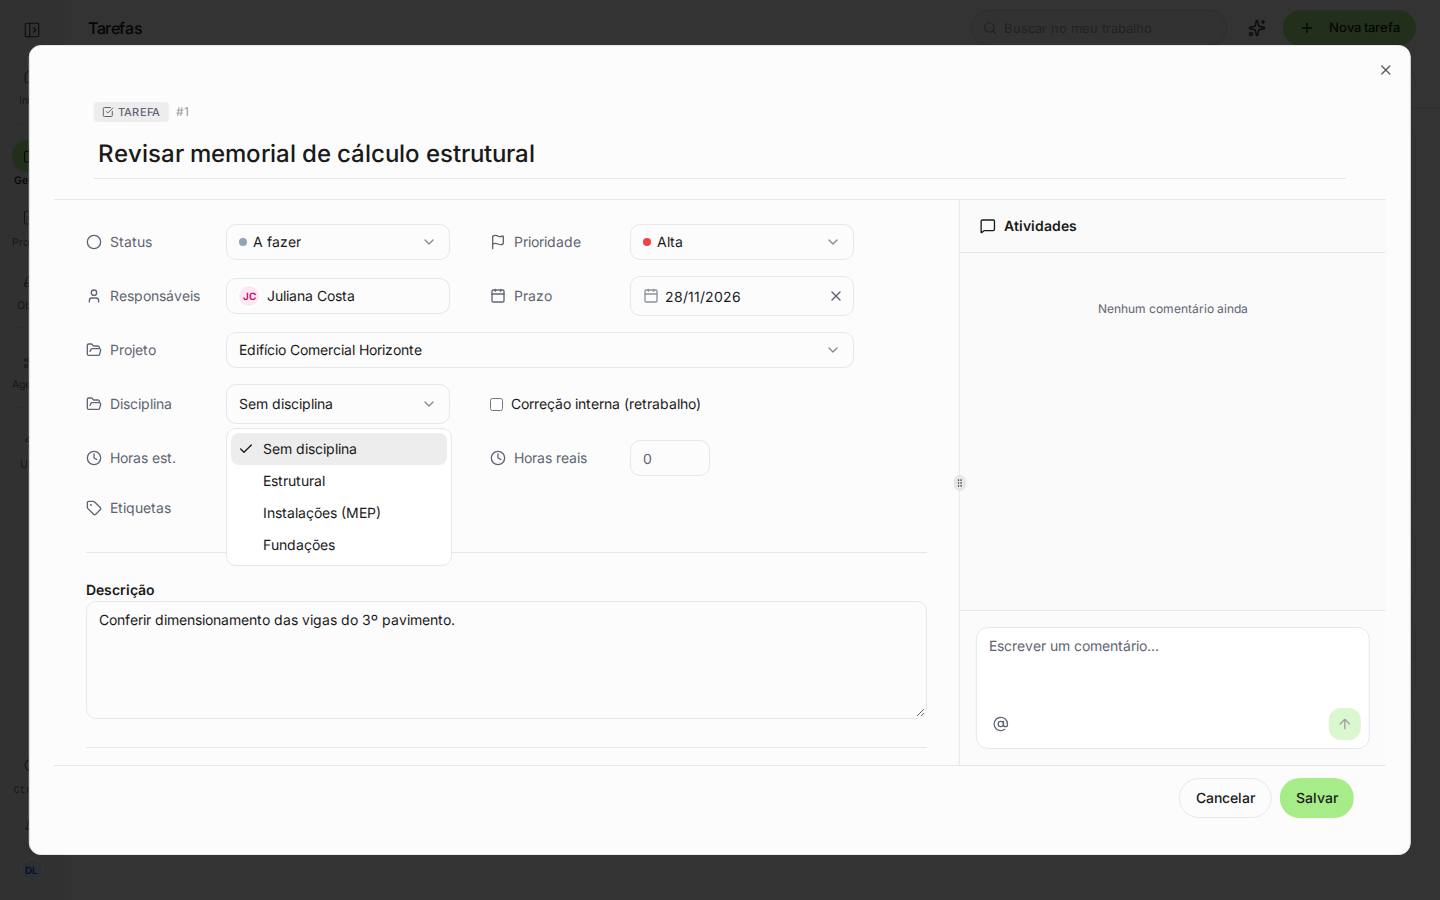 Tarefas
Buscar no meu trabalho
Nova tarefa
TAREFA #1
Revisar memorial de cálculo estrutural
Status
A fazer
Prioridade
Alta
Responsáveis
JC Juliana Costa
Prazo
28/11/2026
Projeto
Edifício Comercial Horizonte
Disciplina
Sem disciplina
Correção interna (retrabalho)
Sem disciplina
Estrutural
Instalações (MEP)
Fundações
Horas est.
Horas reais
0
Etiquetas
Descrição
Conferir dimensionamento das vigas do 3º pavimento.
Atividades
Nenhum comentário ainda
Escrever um comentário...
Cancelar
Salvar
DL